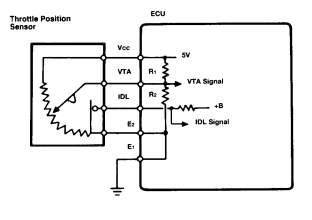 Throttle Position
Sensor
ECU
Vcc
5V
VTA
R1
VTA Signal
IDL
R2
+B
IDL Signal
E2
E1